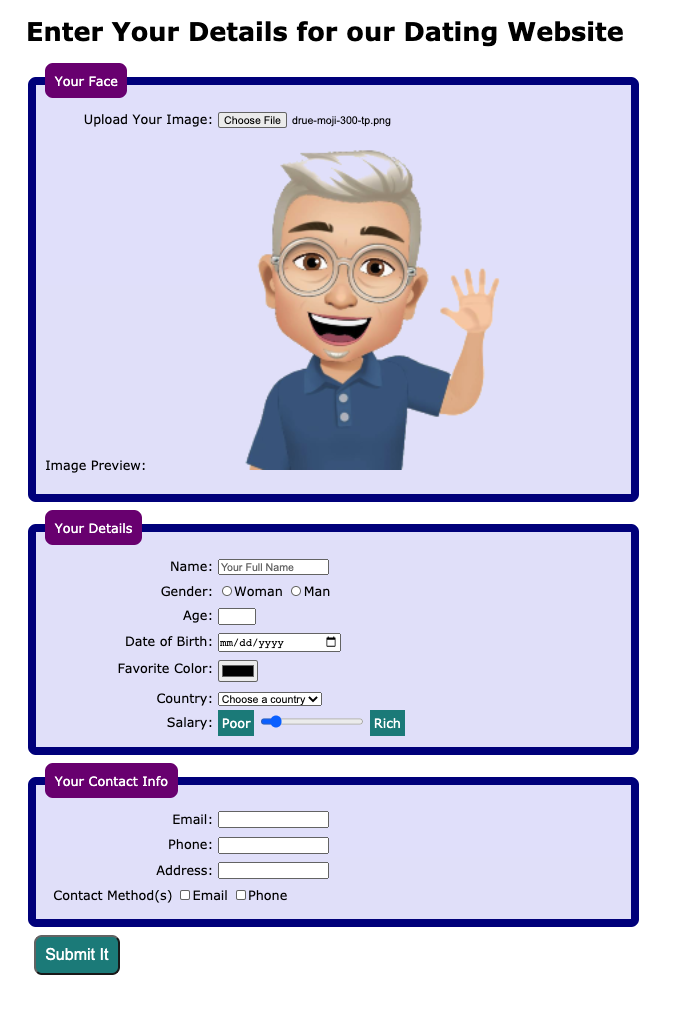 Enter Your Details for our Dating Website
Your Face
Upload Your Image: Choose File drue-moji-300-tp.png
Image Preview:
Your Details
Name: Your Full Name
Gender: Woman Man
Age:
Date of Birth: mm/dd/yyyy
Favorite Color:
Country: Choose a country
Salary: Poor Rich
Your Contact Info
Email:
Phone:
Address:
Contact Method(s) Email Phone
Submit It